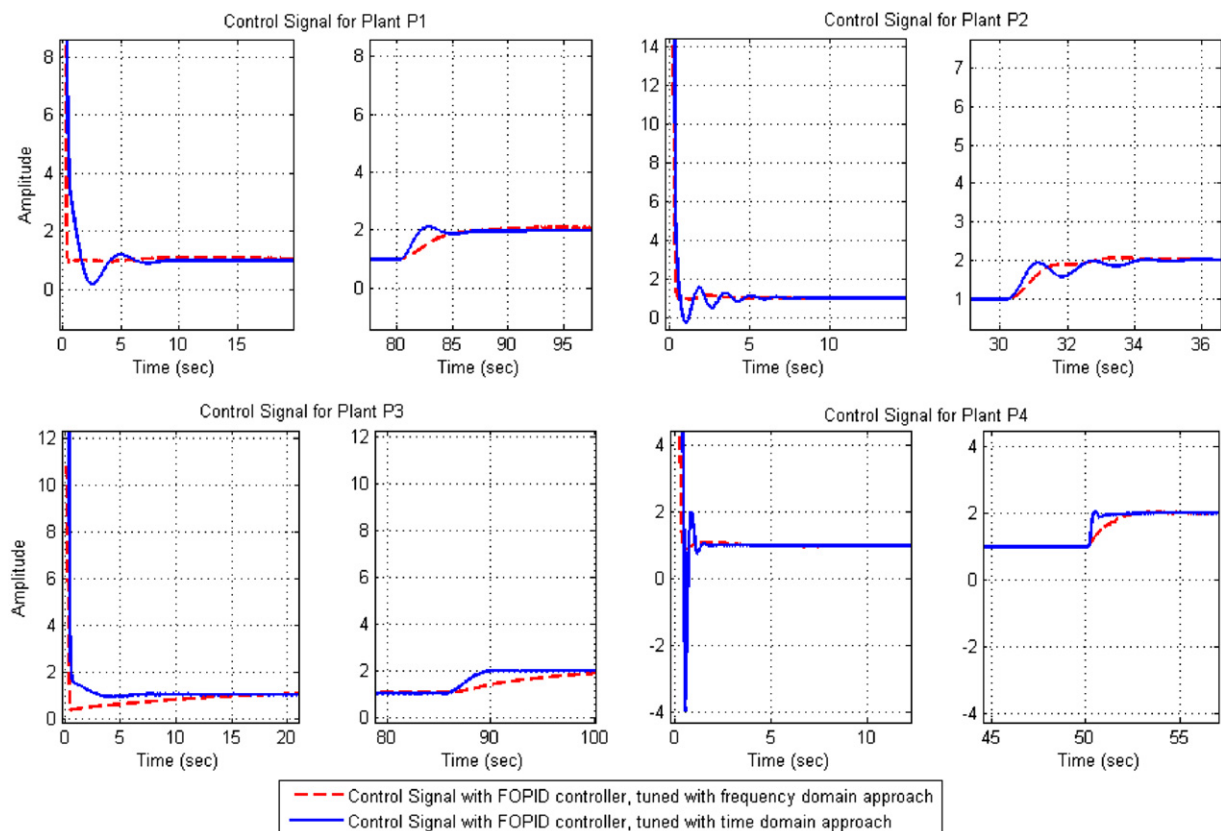 Control Signal for Plant P1
Control Signal for Plant P2
8
6
4
2
0
8
6
4
2
0
14
12
10
8
6
4
2
0
7
6
5
4
3
2
1
Amplitude
0 5 10 15
80 85 90 95
0 5 10
30 32 34 36
Time (sec)
Time (sec)
Time (sec)
Time (sec)
Control Signal for Plant P3
Control Signal for Plant P4
12
10
8
6
4
2
0
12
10
8
6
4
2
0
4
2
0
-2
-4
4
2
0
-2
-4
Amplitude
0 5 10 15 20
80 90 100
0 5 10
45 50 55
Time (sec)
Time (sec)
Time (sec)
Time (sec)
Control Signal with FOPID controller, tuned with frequency domain approach
Control Signal with FOPID controller, tuned with time domain approach